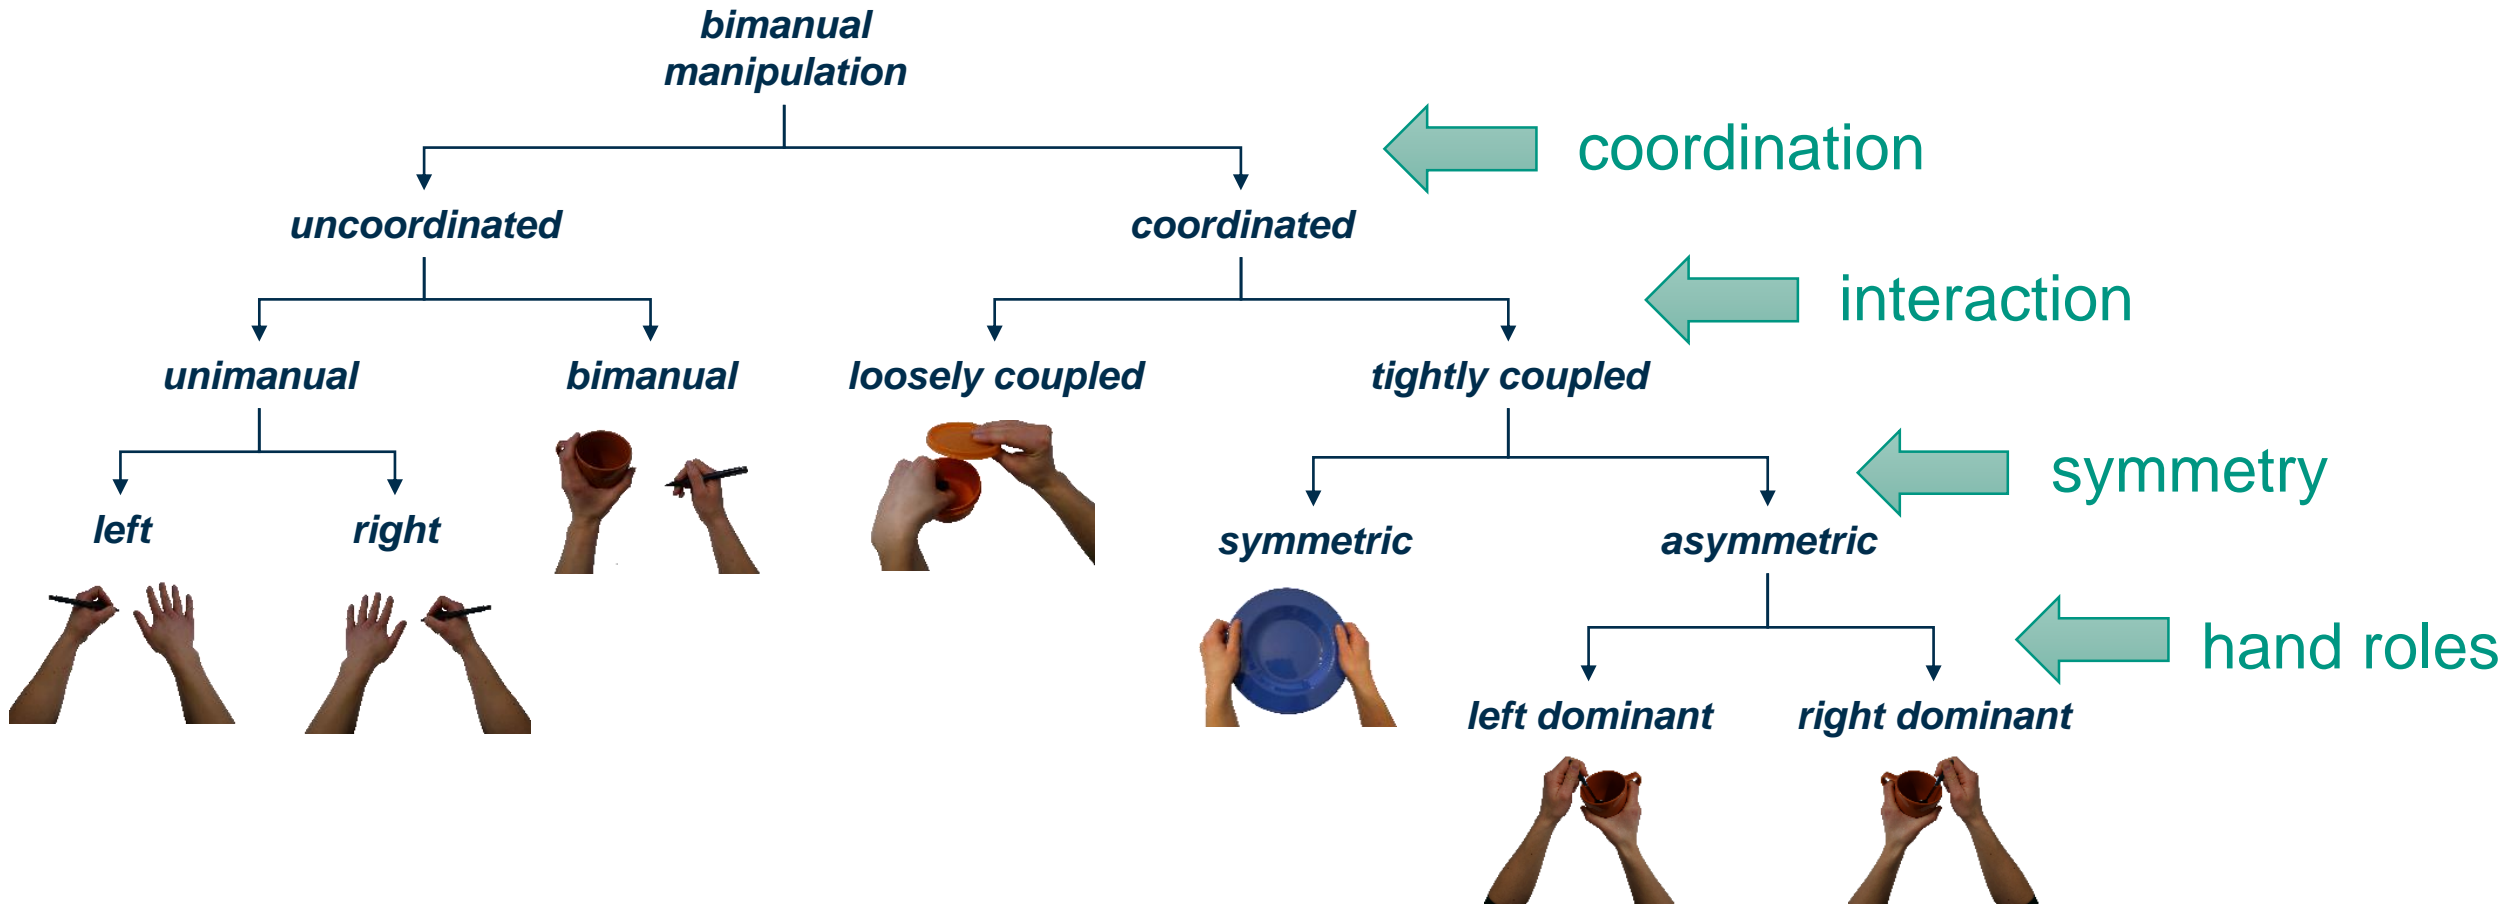 bimanual
manipulation
coordination
uncoordinated
coordinated
interaction
unimanual
bimanual
loosely coupled
tightly coupled
symmetry
left
right
symmetric
asymmetric
hand roles
left dominant
right dominant